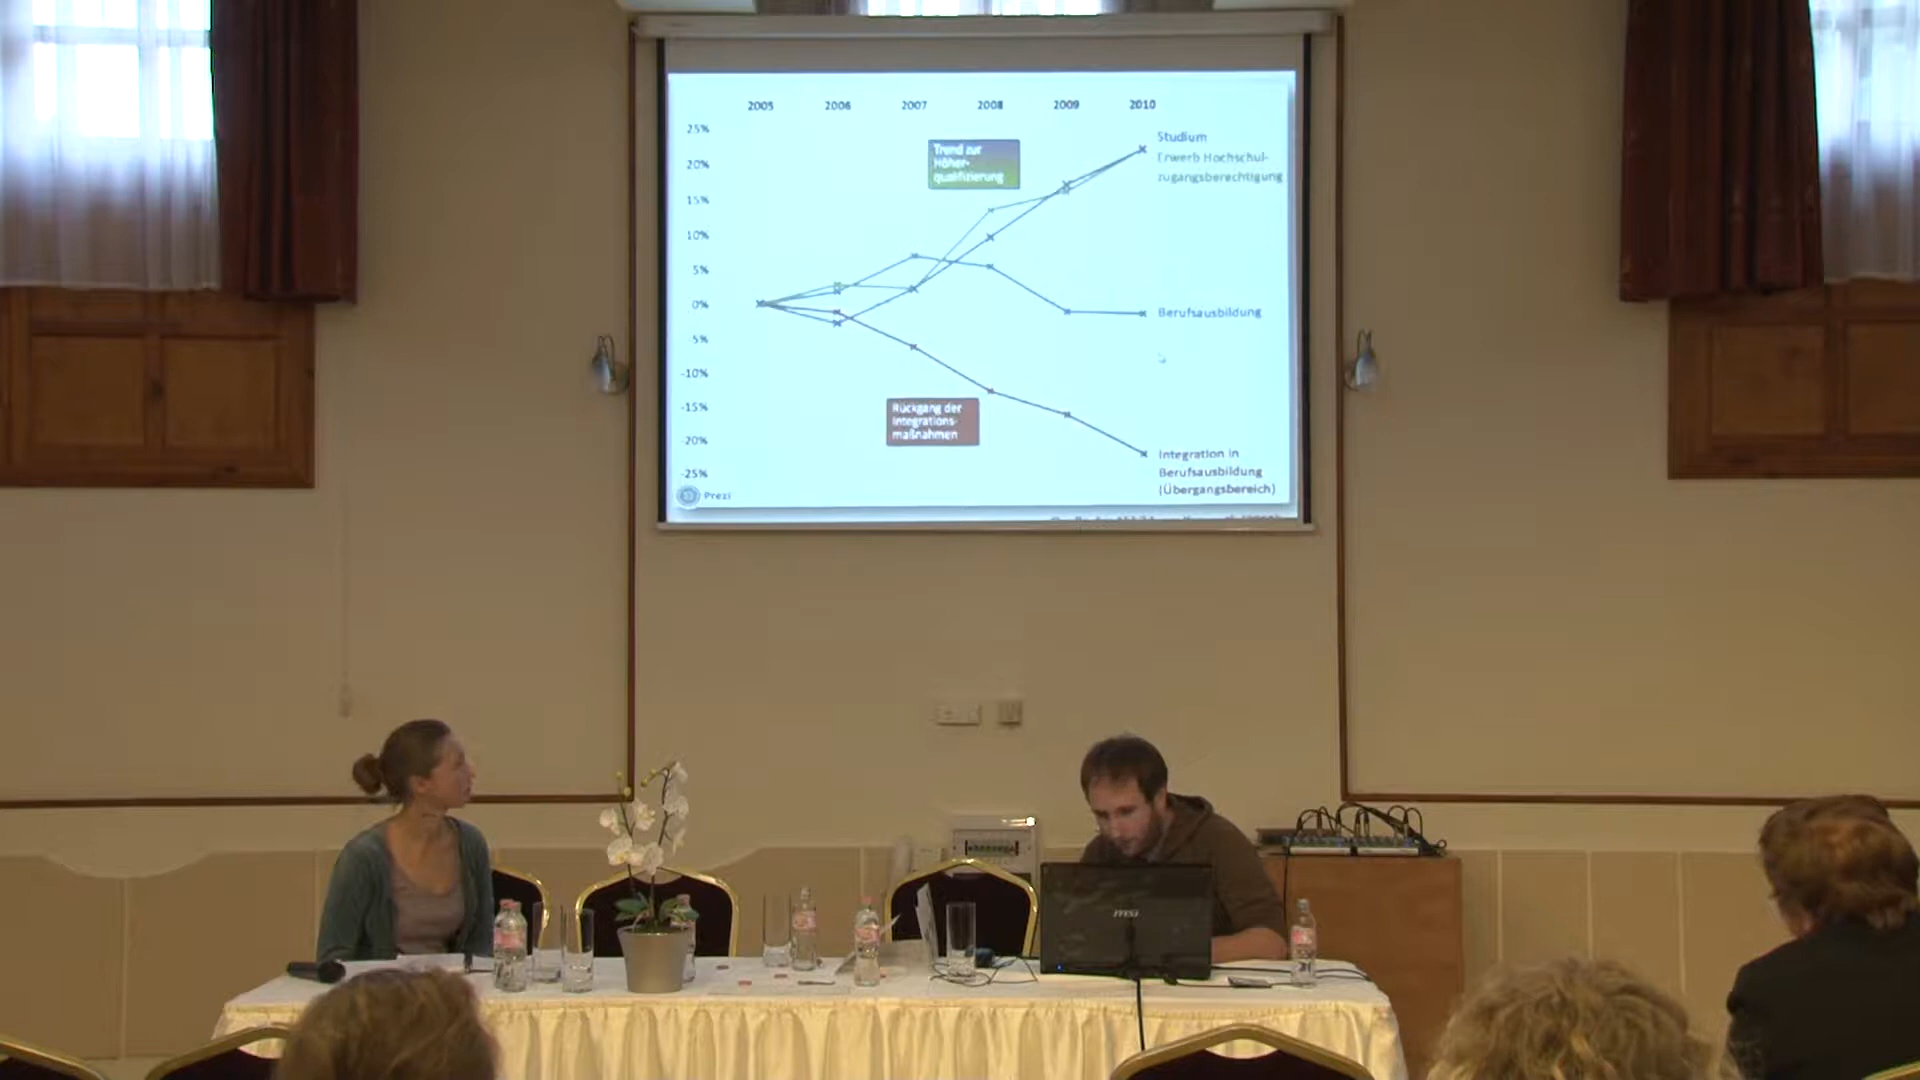 2005 2006 2007 2008 2009 2010
25%
20%
15%
10%
5%
0%
-5%
-10%
-15%
-20%
-25%
Trend zur
Höher-
qualifizierung
Studium
Erwerb Hochschul-
zugangsberechtigung
Berufsausbildung
Rückgang der
Integrations-
maßnahmen
Integration in
Berufsausbildung
(Übergangsbereich)
Prezi
msi